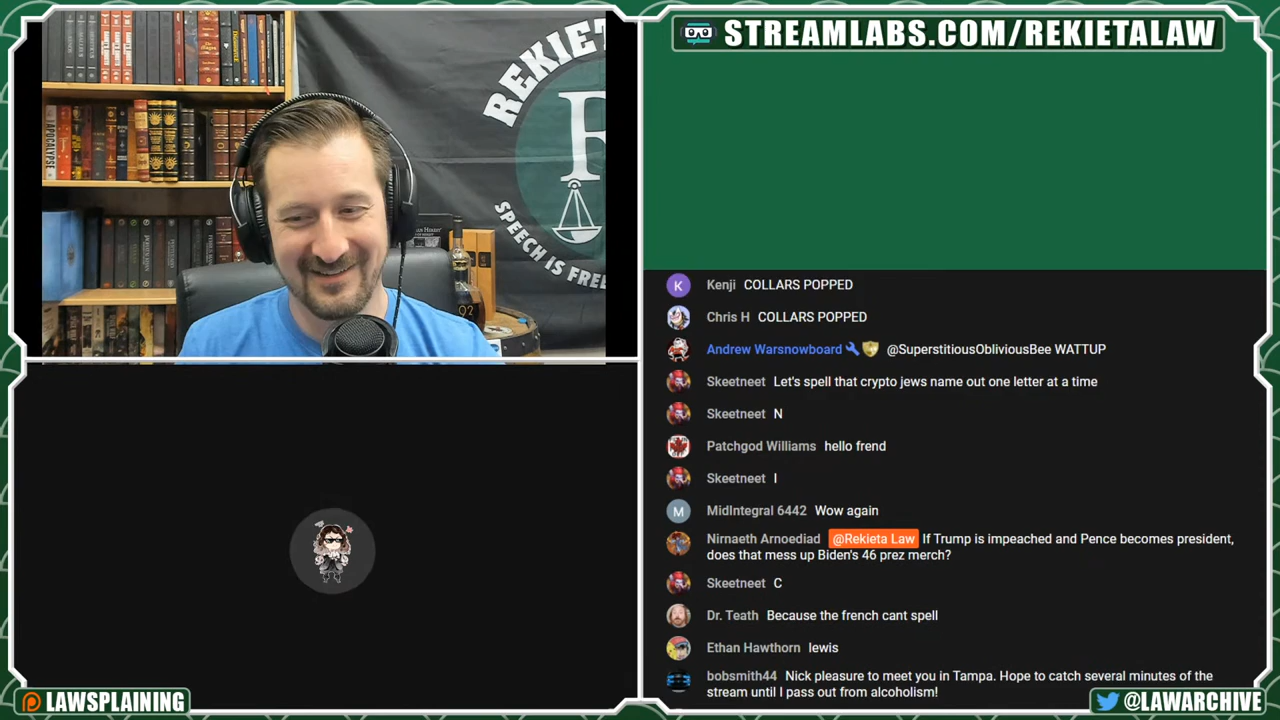 STREAMLABS.COM/REKIETALAW
REKIET
R
SPEECH IS FREE
APOCALYPSE
92
Kenji COLLARS POPPED
Chris H COLLARS POPPED
Andrew Warsnowboard @SuperstitiousObliviousBee WATTUP
Skeetneet Let's spell that crypto jews name out one letter at a time
Skeetneet N
Patchgod Williams hello frend
Skeetneet I
M
MidIntegral 6442 Wow again
Nirnaeth Arnoediad @Rekieta Law If Trump is impeached and Pence becomes president,
does that mess up Biden's 46 prez merch?
Skeetneet C
Dr. Teath Because the french cant spell
Ethan Hawthorn lewis
bobsmith44 Nick pleasure to meet you in Tampa. Hope to catch several minutes of the
stream until I pass out from alcoholism!
LAWSPLAINING
@LAWARCHIVE